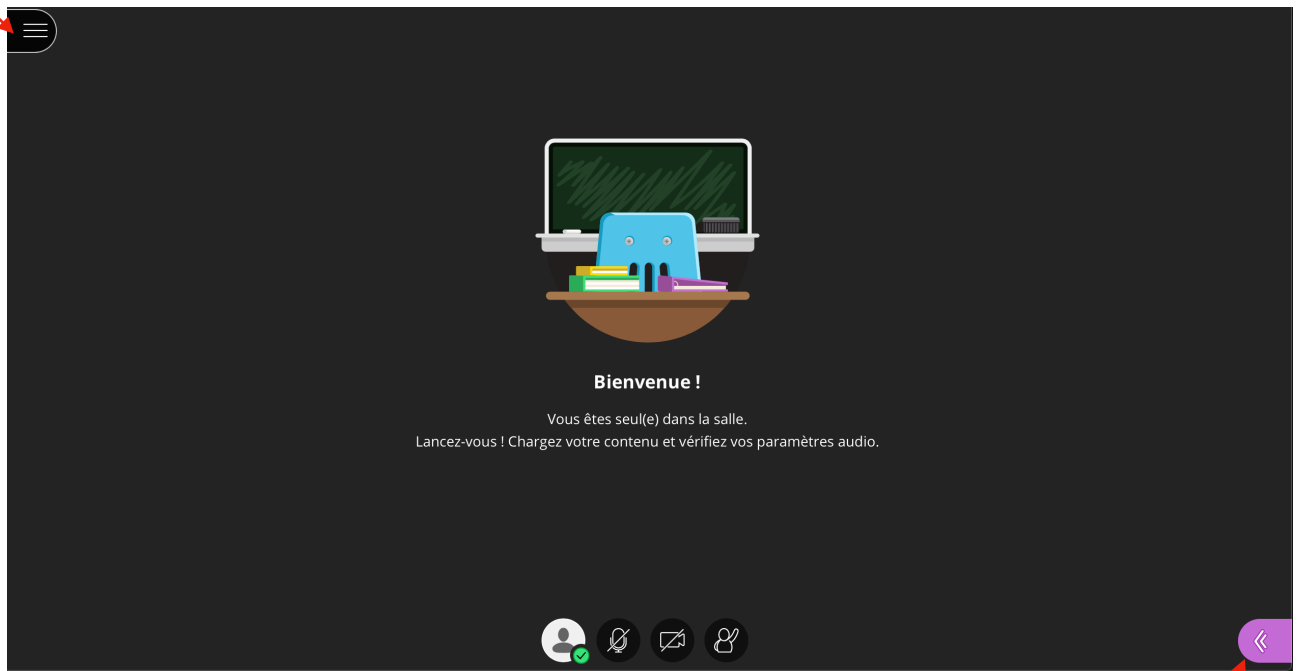 Bienvenue !
Vous êtes seul(e) dans la salle.
Lancez-vous ! Chargez votre contenu et vérifiez vos paramètres audio.